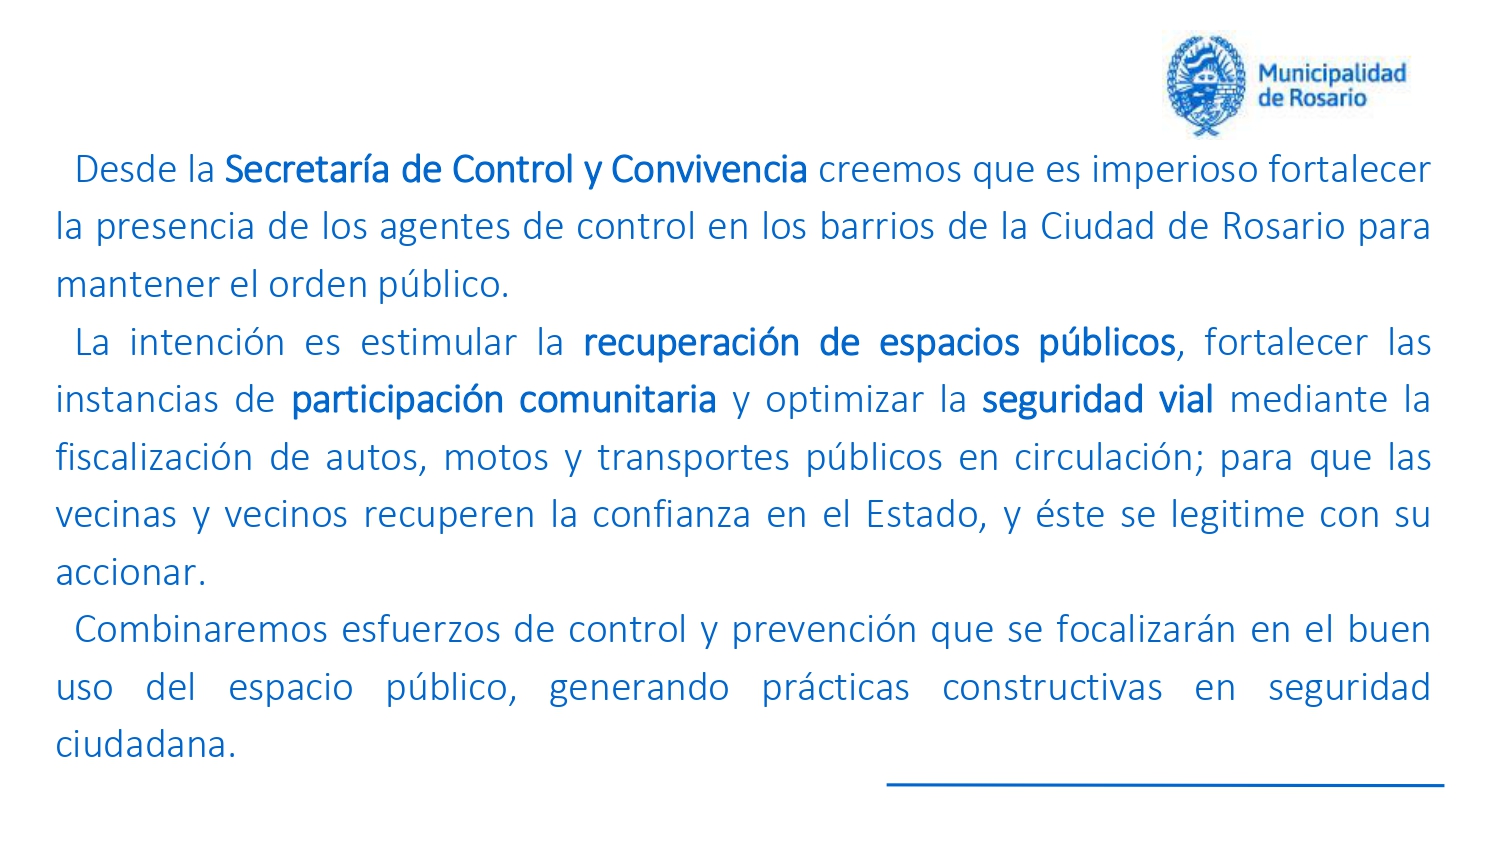 Municipalidad
de Rosario
Desde la Secretaría de Control y Convivencia creemos que es imperioso fortalecer
la presencia de los agentes de control en los barrios de la Ciudad de Rosario para
mantener el orden público.
La intención es estimular la recuperación de espacios públicos, fortalecer las
instancias de participación comunitaria y optimizar la seguridad vial mediante la
fiscalización de autos, motos y transportes públicos en circulación; para que las
vecinas y vecinos recuperen la confianza en el Estado, y éste se legitime con su
accionar.
Combinaremos esfuerzos de control y prevención que se focalizarán en el buen
uso del espacio público, generando prácticas constructivas en seguridad
ciudadana.